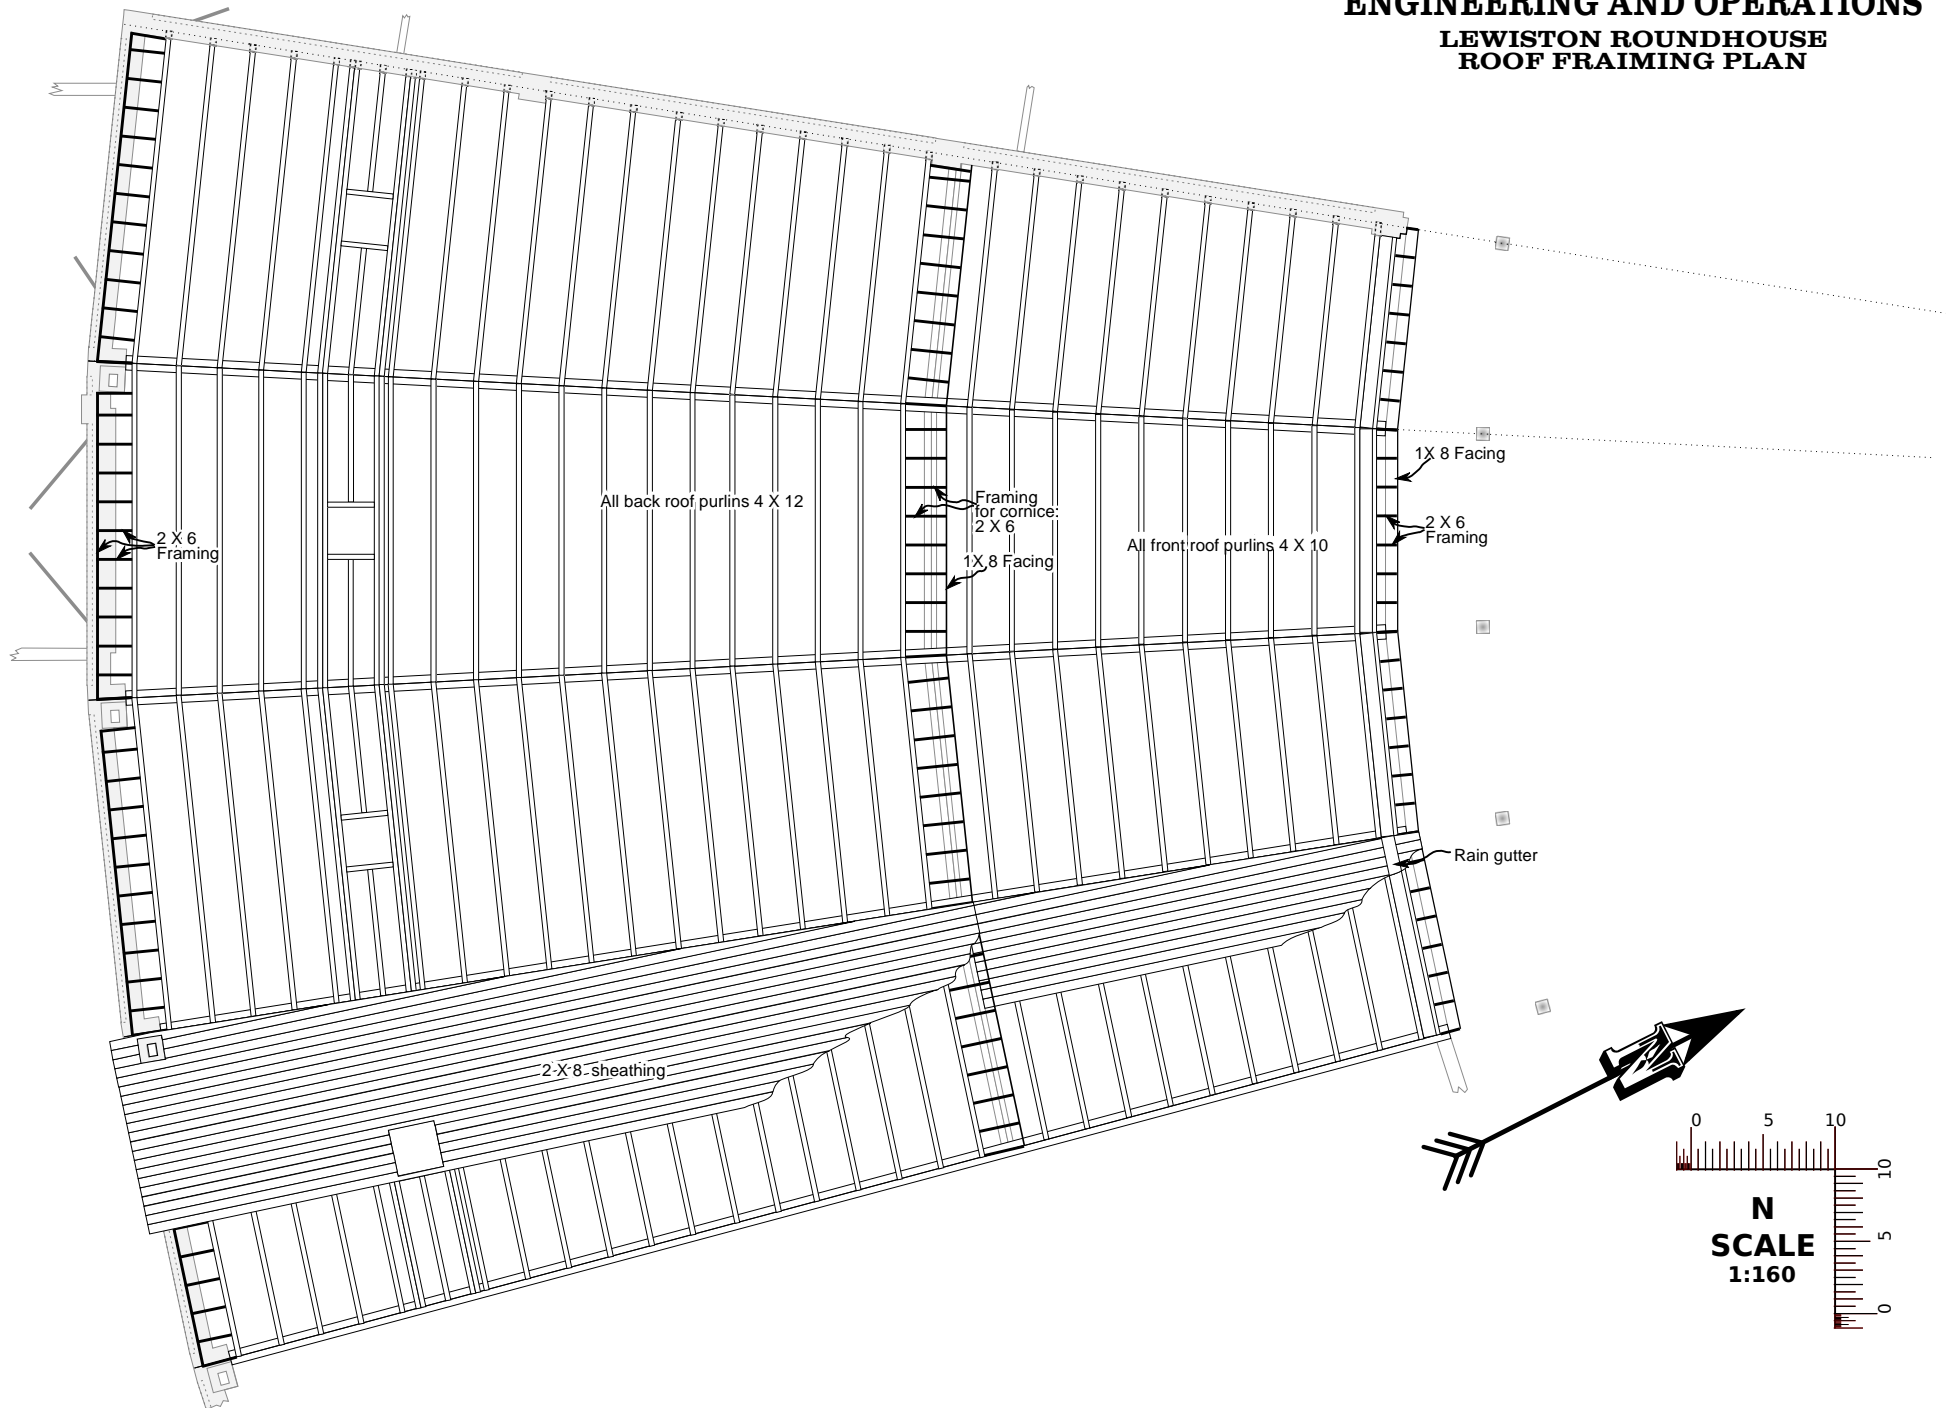 ENGINEERING AND OPERATIONS
LEWISTON ROUNDHOUSE
ROOF FRAIMING PLAN
1X 8 Facing
All back roof purlins 4 X 12
Framing
for cornice:
2 X 6
2 X 6
Framing
2 X 6
Framing
All front roof purlins 4 X 10
1X 8 Facing
Rain gutter
2 X 8 sheathing
N
0 5 10
10
5
0
N
SCALE
1:160